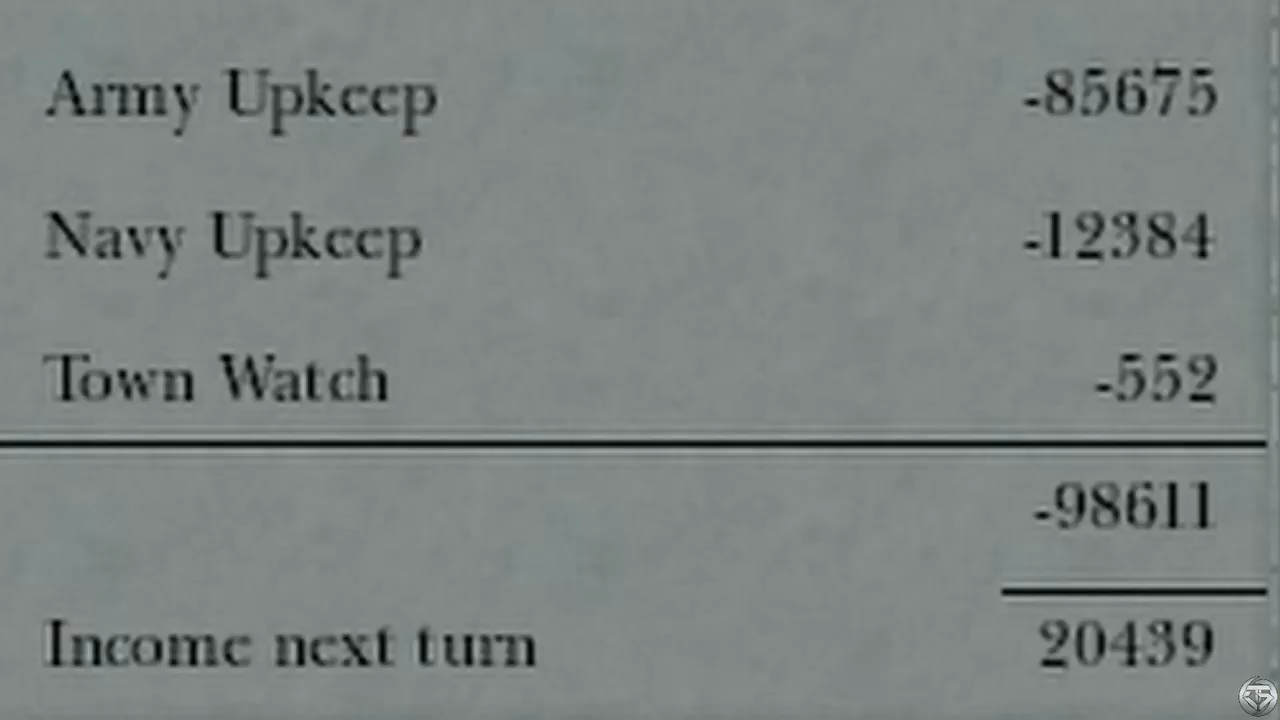 Army Upkeep -85675
Navy Upkeep -12384
Town Watch -552
-98611
Income next turn 20439